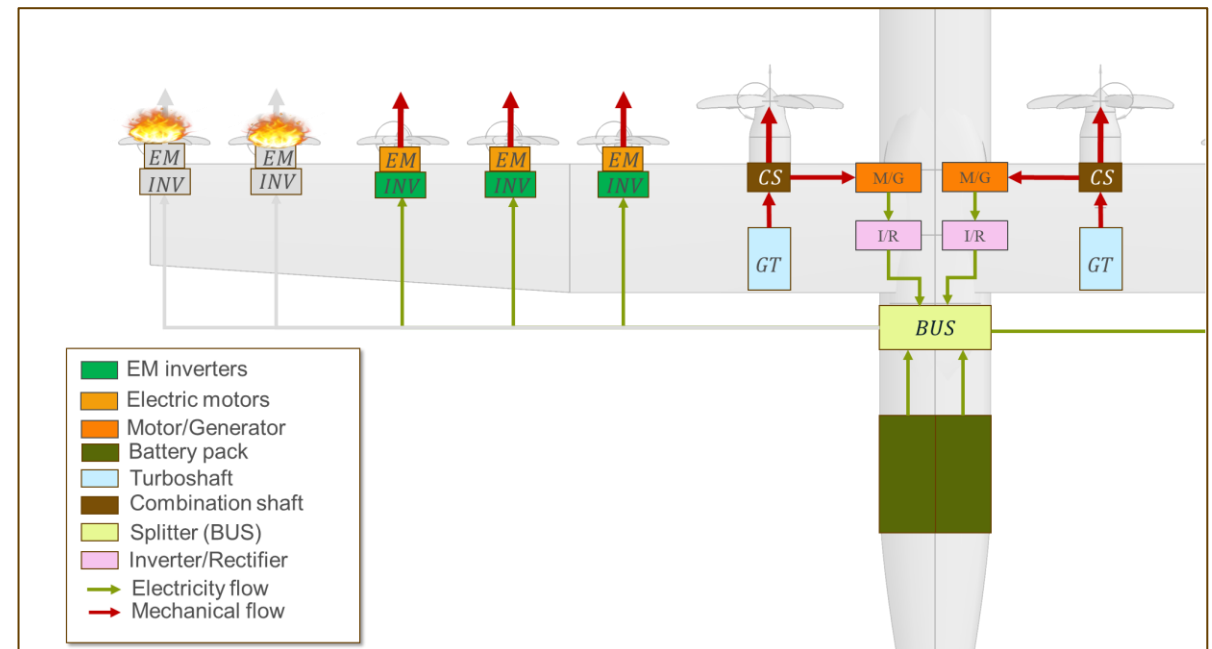 EM
EM
EM
EM
EM
INV
INV
INV
INV
INV
CS
M/G
M/G
CS
I/R
I/R
GT
GT
BUS
EM inverters
Electric motors
Motor/Generator
Battery pack
Turboshaft
Combination shaft
Splitter (BUS)
Inverter/Rectifier
Electricity flow
Mechanical flow